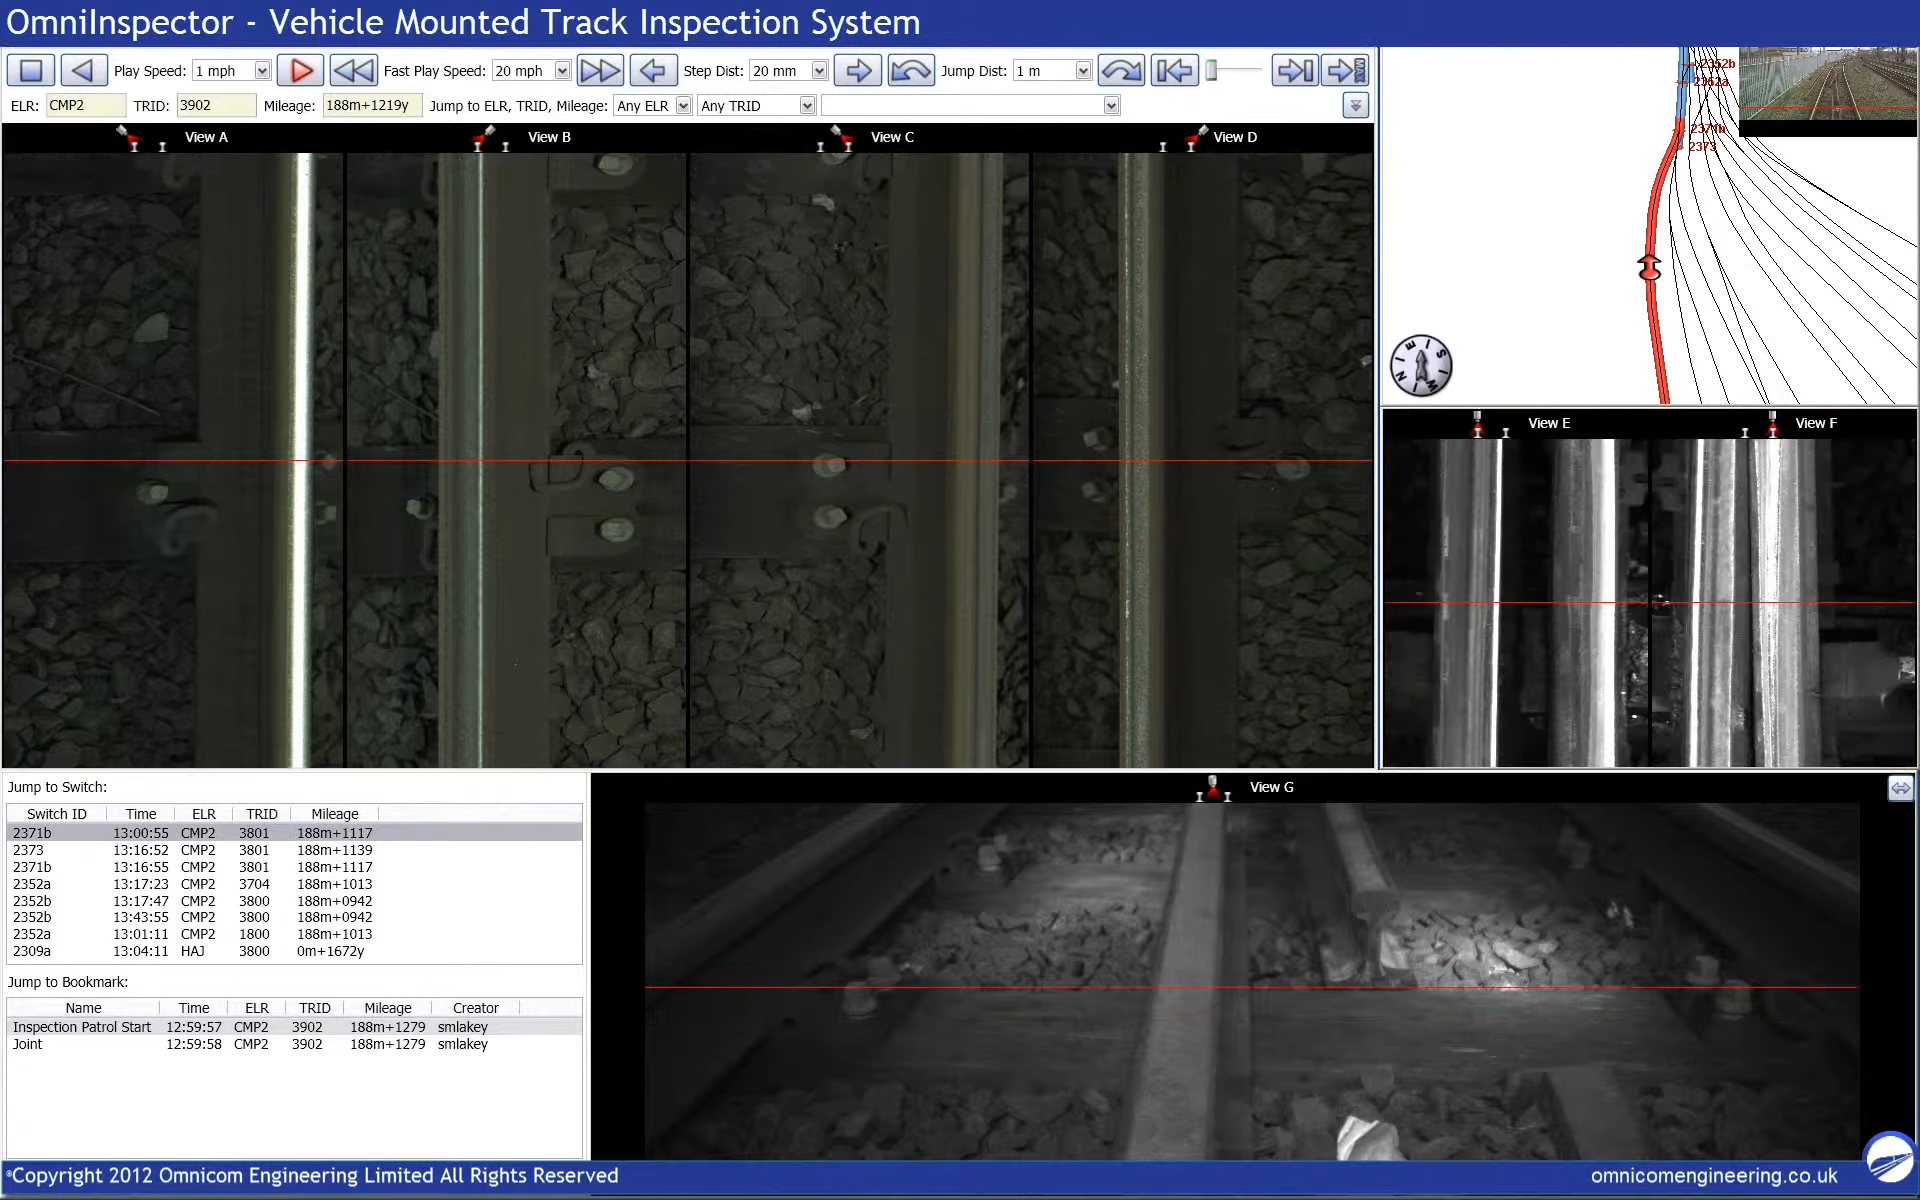 OmniInspector - Vehicle Mounted Track Inspection System
Play Speed: 1 mph Fast Play Speed: 20 mph Step Dist: 20 mm Jump Dist: 1 m
ELR: CMP2 TRID: 3902 Mileage: 188m+1219y Jump to ELR, TRID, Mileage: Any ELR Any TRID
View A View B View C View D
2352b
2352a
2371b
2373
N E S W
View E View F
Jump to Switch:
Switch ID Time ELR TRID Mileage
2371b 13:00:55 CMP2 3801 188m+1117
2373 13:16:52 CMP2 3801 188m+1139
2371b 13:16:55 CMP2 3801 188m+1117
2352a 13:17:23 CMP2 3704 188m+1013
2352b 13:17:47 CMP2 3800 188m+0942
2352b 13:43:55 CMP2 3800 188m+0942
2352a 13:01:11 CMP2 1800 188m+1013
2309a 13:04:11 HAJ 3800 0m+1672y
Jump to Bookmark:
Name Time ELR TRID Mileage Creator
Inspection Patrol Start 12:59:57 CMP2 3902 188m+1279 smlakey
Joint 12:59:58 CMP2 3902 188m+1279 smlakey
View G
©Copyright 2012 Omnicom Engineering Limited All Rights Reserved
omnicomengineering.co.uk